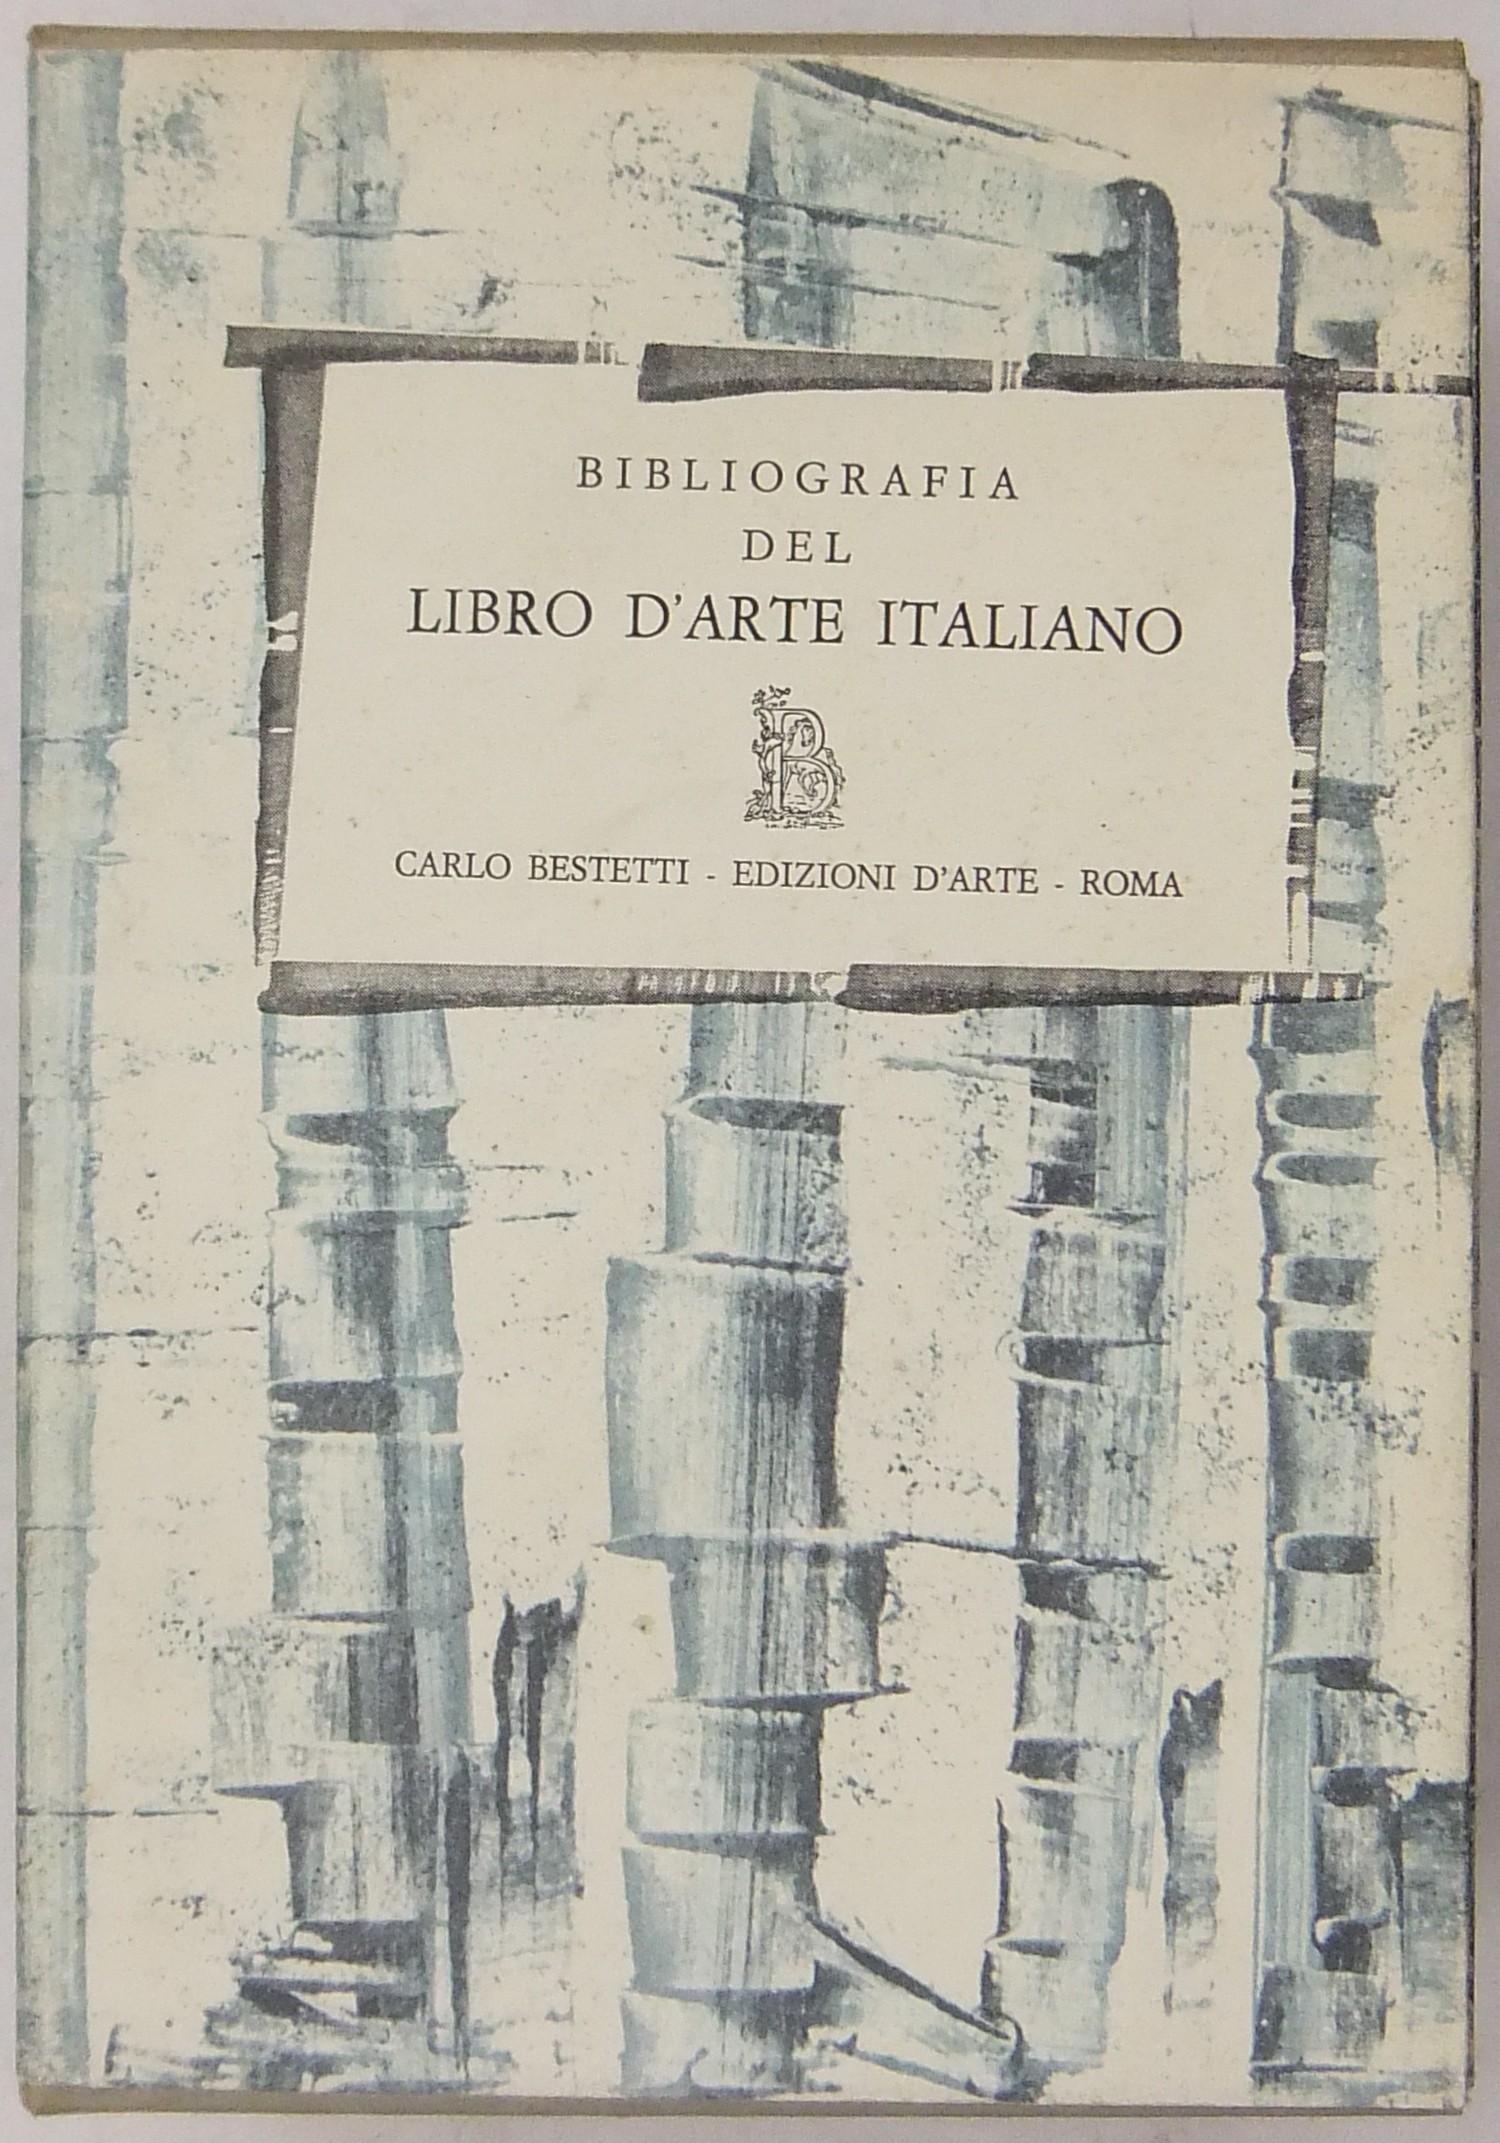 BIBLIOGRAFIA
DEL
LIBRO D'ARTE ITALIANO
B
CARLO BESTETTI - EDIZIONI D'ARTE - ROMA